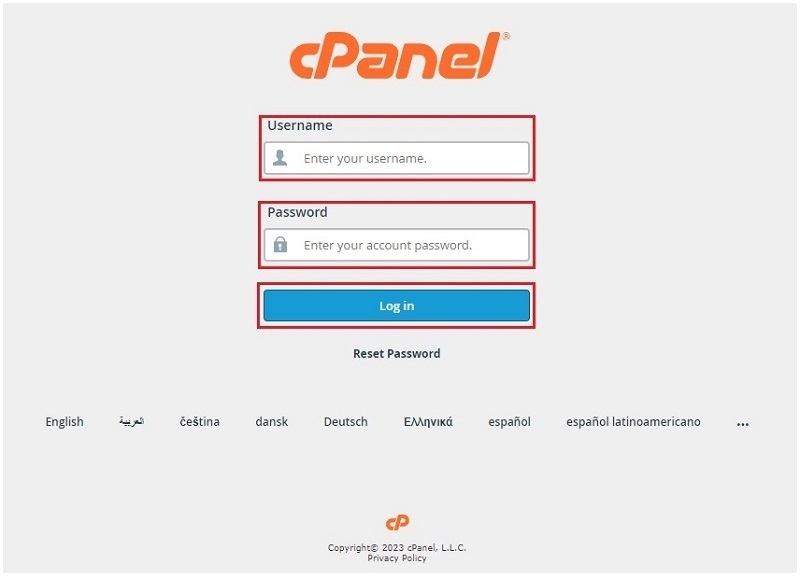 cPanel®
Username
Enter your username.
Password
Enter your account password.
Log in
Reset Password
English العربية čeština dansk Deutsch Ελληνικά español español latinoamericano ...
cP
Copyright© 2023 cPanel, L.L.C.
Privacy Policy